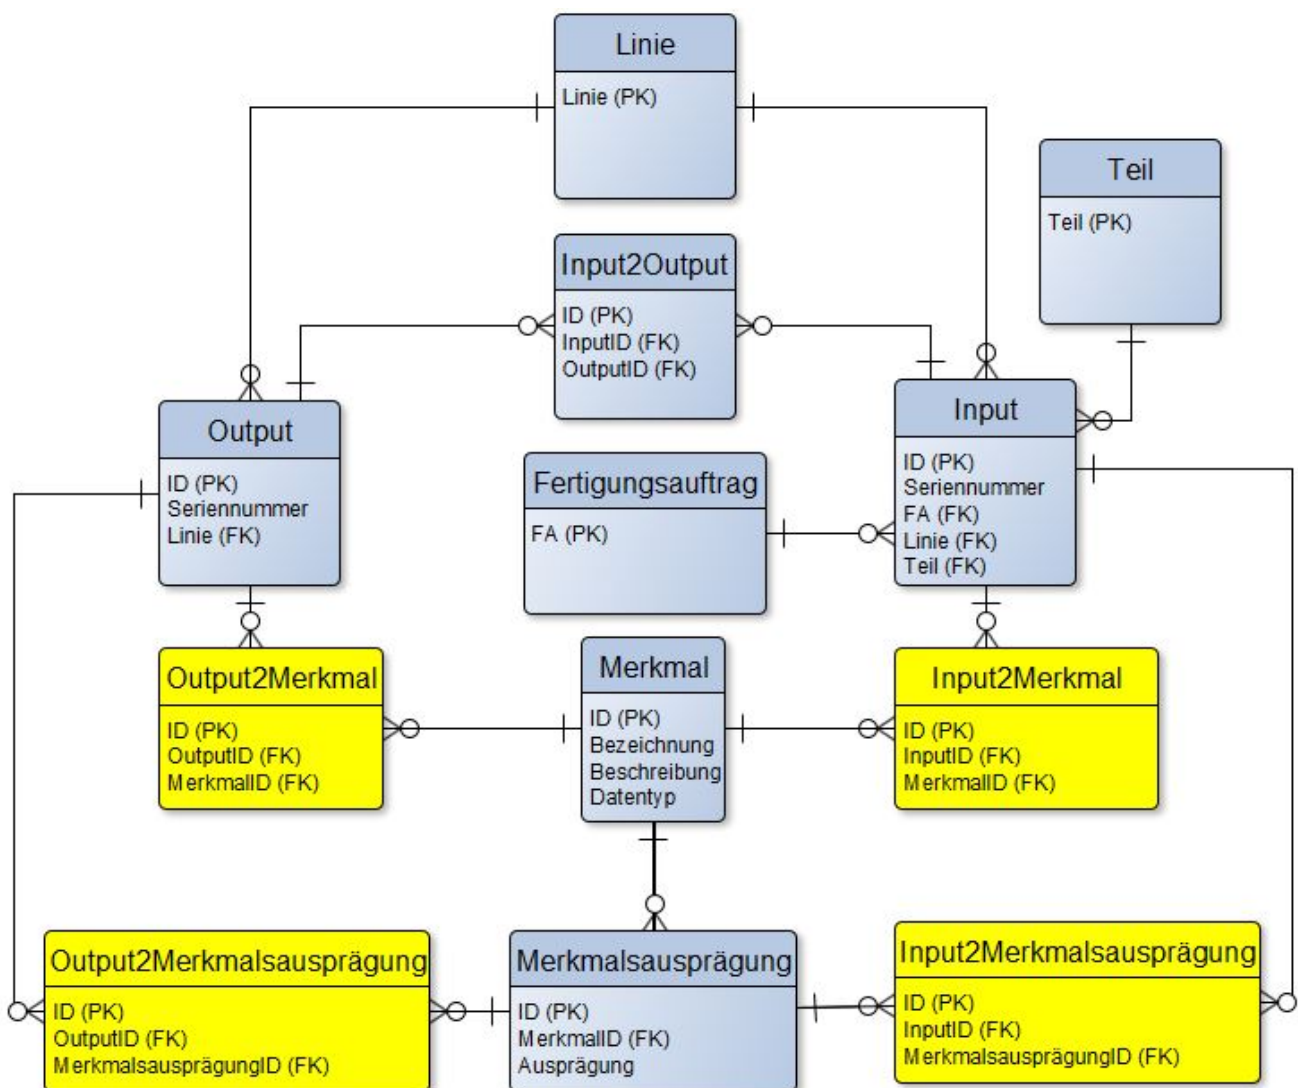 Linie
Linie (PK)
Teil
Teil (PK)
Input2Output
ID (PK)
InputID (FK)
OutputID (FK)
Output
ID (PK)
Seriennummer
Linie (FK)
Input
ID (PK)
Seriennummer
FA (FK)
Linie (FK)
Teil (FK)
Fertigungsauftrag
FA (PK)
Output2Merkmal
ID (PK)
OutputID (FK)
MerkmalID (FK)
Merkmal
ID (PK)
Bezeichnung
Beschreibung
Datentyp
Input2Merkmal
ID (PK)
InputID (FK)
MerkmalID (FK)
Output2Merkmalsausprägung
ID (PK)
OutputID (FK)
MerkmalsausprägungID (FK)
Merkmalsausprägung
ID (PK)
MerkmalID (FK)
Ausprägung
Input2Merkmalsausprägung
ID (PK)
InputID (FK)
MerkmalsausprägungID (FK)